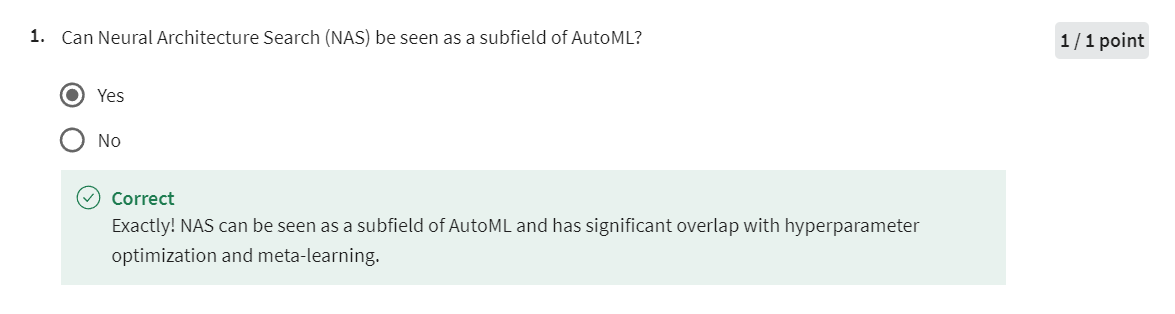 1. Can Neural Architecture Search (NAS) be seen as a subfield of AutoML?
1 / 1 point
Yes
No
Correct
Exactly! NAS can be seen as a subfield of AutoML and has significant overlap with hyperparameter
optimization and meta-learning.